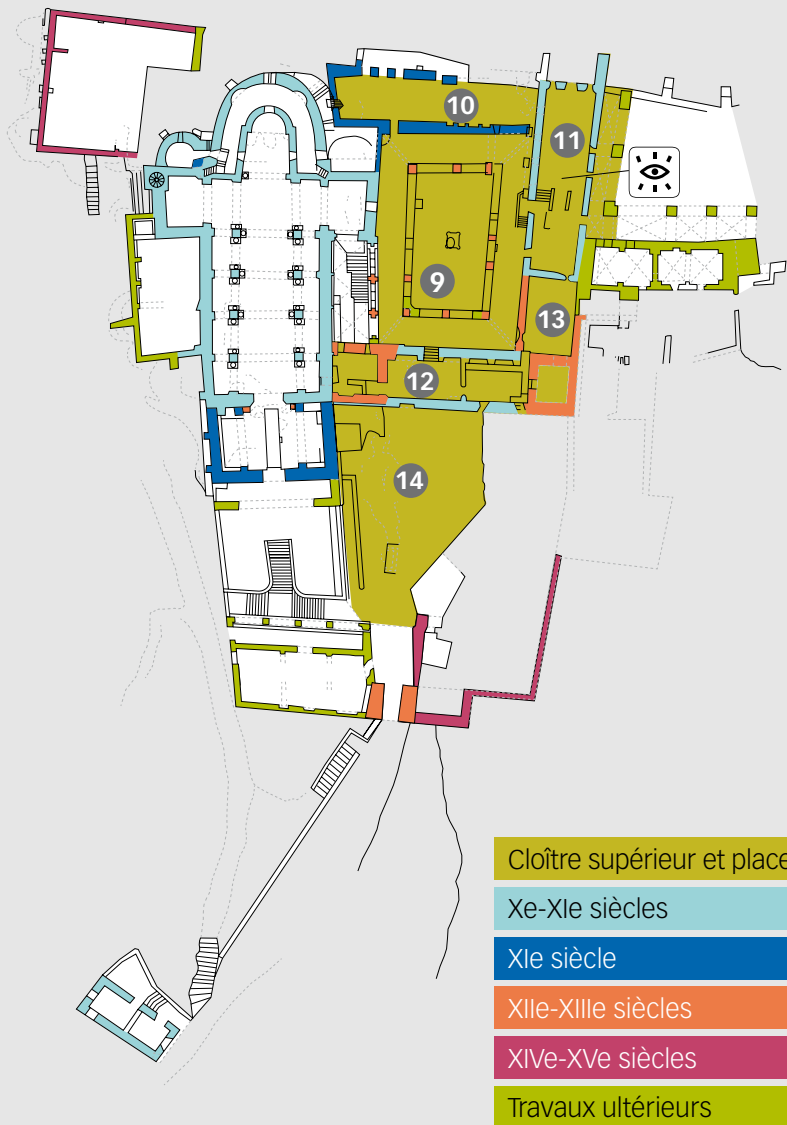 10
11
9
13
12
14
Cloître supérieur et place
Xe-XIe siècles
XIe siècle
XIIe-XIIIe siècles
XIVe-XVe siècles
Travaux ultérieurs